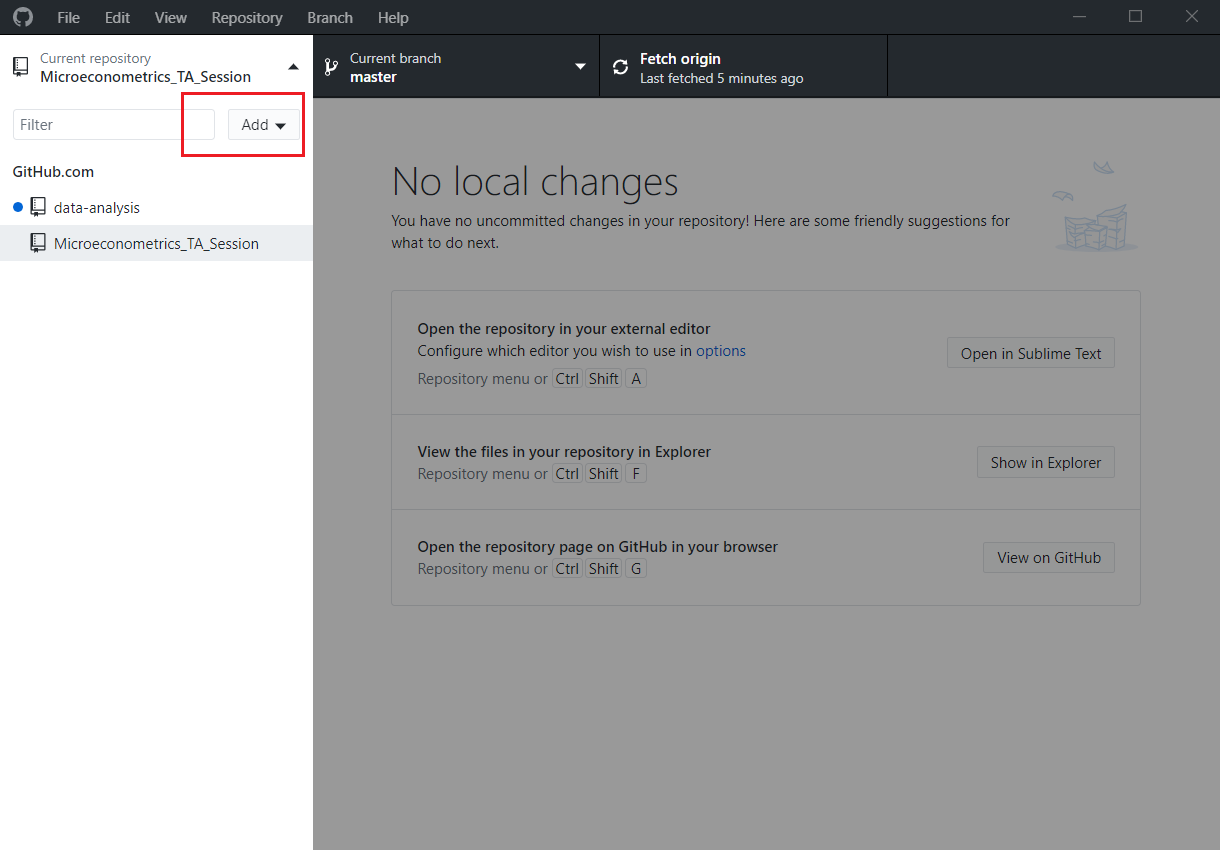 File Edit View Repository Branch Help
Current repository
Microeconometrics_TA_Session
Current branch
master
Fetch origin
Last fetched 5 minutes ago
Filter
Add
GitHub.com
data-analysis
Microeconometrics_TA_Session
No local changes
You have no uncommitted changes in your repository! Here are some friendly suggestions for
what to do next.
Open the repository in your external editor
Configure which editor you wish to use in options
Repository menu or Ctrl Shift A
Open in Sublime Text
View the files in your repository in Explorer
Repository menu or Ctrl Shift F
Show in Explorer
Open the repository page on GitHub in your browser
Repository menu or Ctrl Shift G
View on GitHub